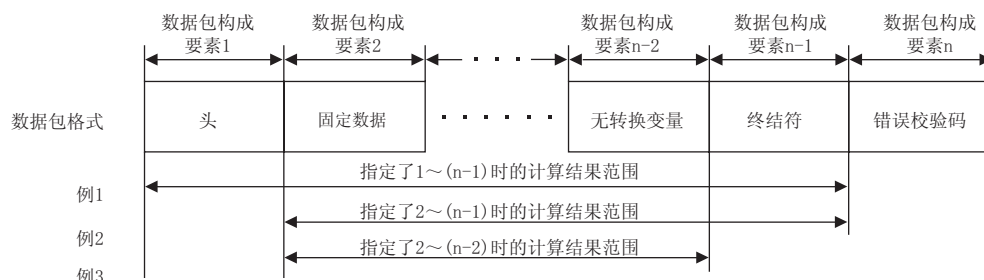 数据包构成
要素1
数据包构成
要素2
数据包构成
要素n-2
数据包构成
要素n-1
数据包构成
要素n
数据包格式
头
固定数据
无转换变量
终结符
错误校验码
指定了1～(n-1)时的计算结果范围
例1
指定了2～(n-1)时的计算结果范围
例2
指定了2～(n-2)时的计算结果范围
例3